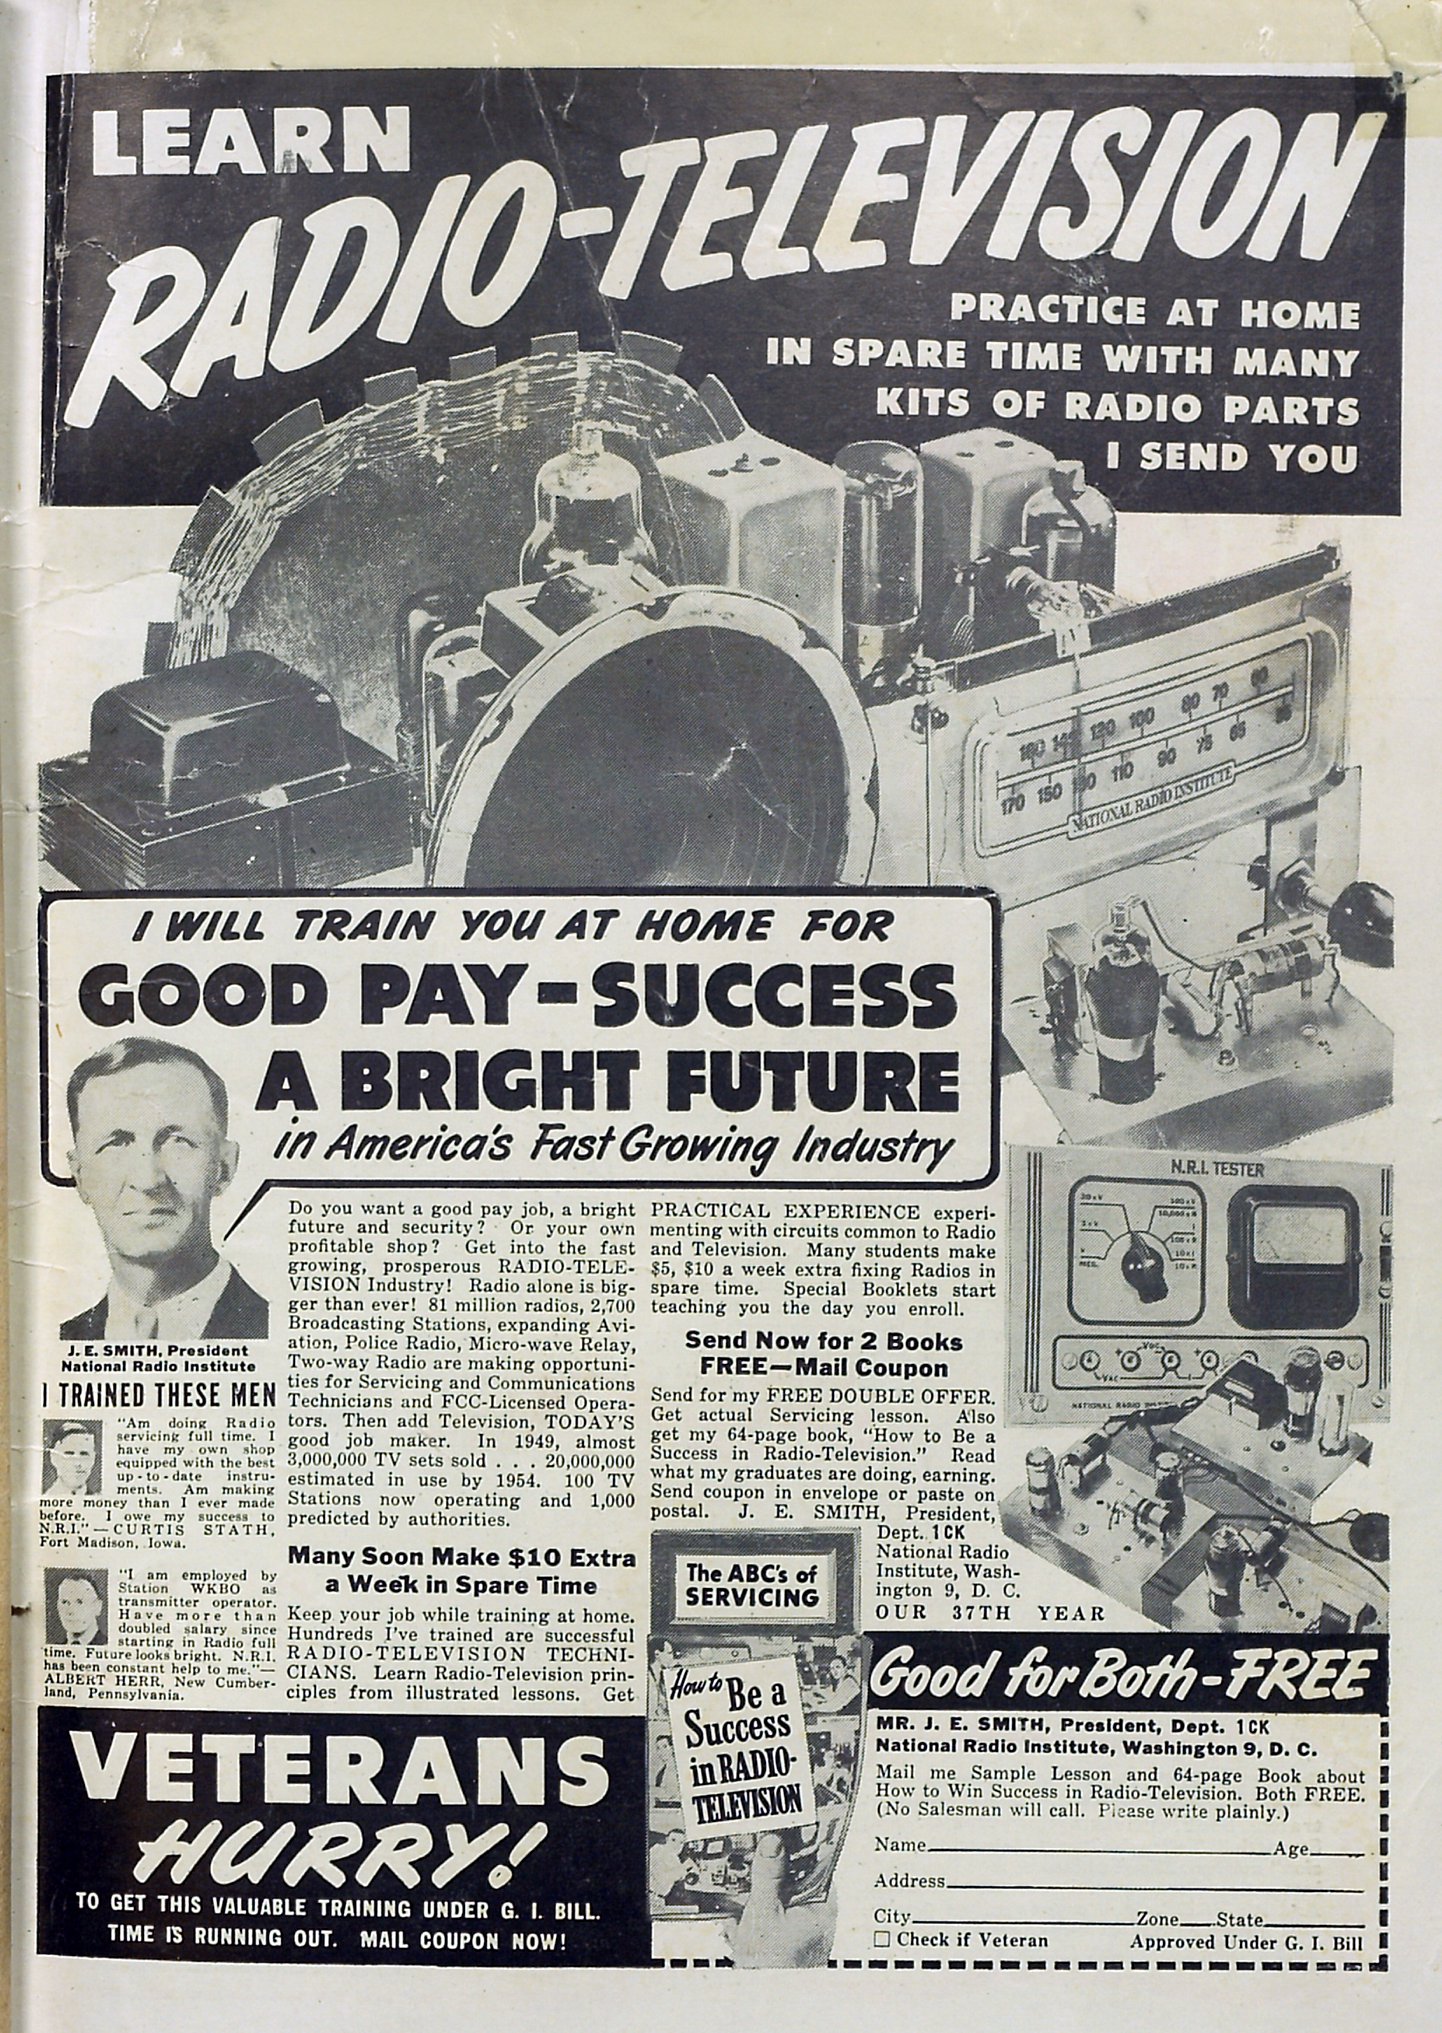 LEARN
RADIO-TELEVISION
PRACTICE AT HOME
IN SPARE TIME WITH MANY
KITS OF RADIO PARTS
I SEND YOU
120 100 80 70 60
170 150 110 90 75 65 55
NATIONAL RADIO INSTITUTE
I WILL TRAIN YOU AT HOME FOR
GOOD PAY-SUCCESS
A BRIGHT FUTURE
in America's Fast Growing Industry
J. E. SMITH, President
National Radio Institute
I TRAINED THESE MEN
"Am doing Radio
servicing full time. I
have my own shop
equipped with the best
up-to-date instru-
ments. Am making
more money than I ever made
before. I owe my success to
N.R.I."—CURTIS STATH,
Fort Madison, Iowa.
"I am employed by
Station WKBO as
transmitter operator.
Have more than
doubled salary since
starting in Radio full
time. Future looks bright. N.R.I.
has been constant help to me."—
ALBERT HERR, New Cumber-
land, Pennsylvania.
Do you want a good pay job, a bright
future and security? Or your own
profitable shop? Get into the fast
growing, prosperous RADIO-TELE-
VISION Industry! Radio alone is big-
ger than ever! 81 million radios, 2,700
Broadcasting Stations, expanding Avi-
ation, Police Radio, Micro-wave Relay,
Two-way Radio are making opportuni-
ties for Servicing and Communications
Technicians and FCC-Licensed Opera-
tors. Then add Television, TODAY'S
good job maker. In 1949, almost
3,000,000 TV sets sold . . . 20,000,000
estimated in use by 1954. 100 TV
Stations now operating and 1,000
predicted by authorities.
Many Soon Make $10 Extra
a Week in Spare Time
Keep your job while training at home.
Hundreds I've trained are successful
RADIO-TELEVISION TECHNI-
CIANS. Learn Radio-Television prin-
ciples from illustrated lessons. Get
PRACTICAL EXPERIENCE experi-
menting with circuits common to Radio
and Television. Many students make
$5, $10 a week extra fixing Radios in
spare time. Special Booklets start
teaching you the day you enroll.
Send Now for 2 Books
FREE—Mail Coupon
Send for my FREE DOUBLE OFFER.
Get actual Servicing lesson. Also
get my 64-page book, "How to Be a
Success in Radio-Television." Read
what my graduates are doing, earning.
Send coupon in envelope or paste on
postal. J. E. SMITH, President,
Dept. 1CK
National Radio
Institute, Wash-
ington 9, D. C.
OUR 37TH YEAR
N.R.I. TESTER
VDC
VAC
The ABC's of
SERVICING
How to
Be a
Success
in RADIO-
TELEVISION
VETERANS
HURRY!
TO GET THIS VALUABLE TRAINING UNDER G. I. BILL.
TIME IS RUNNING OUT. MAIL COUPON NOW!
Good for Both-FREE
MR. J. E. SMITH, President, Dept. 1CK
National Radio Institute, Washington 9, D. C.
Mail me Sample Lesson and 64-page Book about
How to Win Success in Radio-Television. Both FREE.
(No Salesman will call. Please write plainly.)
Name Age
Address
City Zone State
Check if Veteran Approved Under G. I. Bill